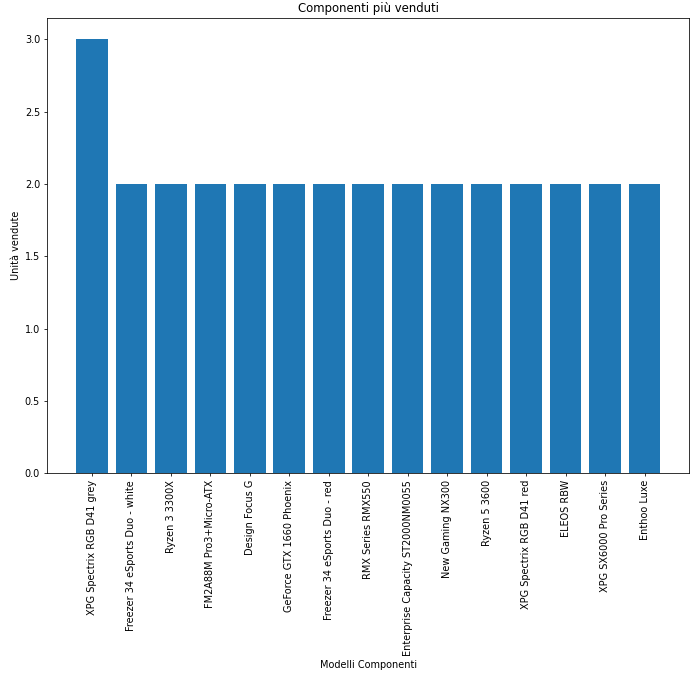 Componenti più venduti
Unità vendute
3.0
2.5
2.0
1.5
1.0
0.5
0.0
XPG Spectrix RGB D41 grey
Freezer 34 eSports Duo - white
Ryzen 3 3300X
FM2A88M Pro3+Micro-ATX
Design Focus G
GeForce GTX 1660 Phoenix
Freezer 34 eSports Duo - red
RMX Series RMX550
Enterprise Capacity ST2000NM0055
New Gaming NX300
Ryzen 5 3600
XPG Spectrix RGB D41 red
ELEOS RBW
XPG SX6000 Pro Series
Enthoo Luxe
Modelli Componenti